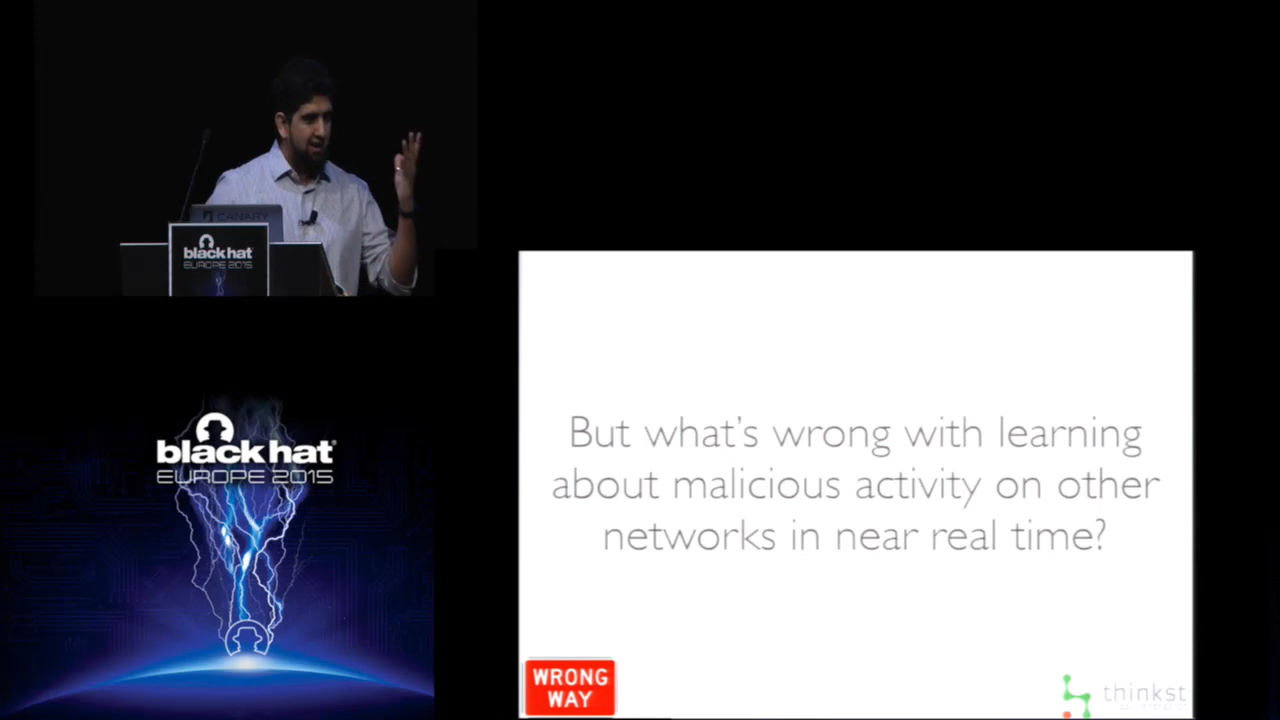 CANARY
black hat
EUROPE 2015
black hat
EUROPE 2015
But what's wrong with learning
about malicious activity on other
networks in near real time?
WRONG
WAY
thinkst